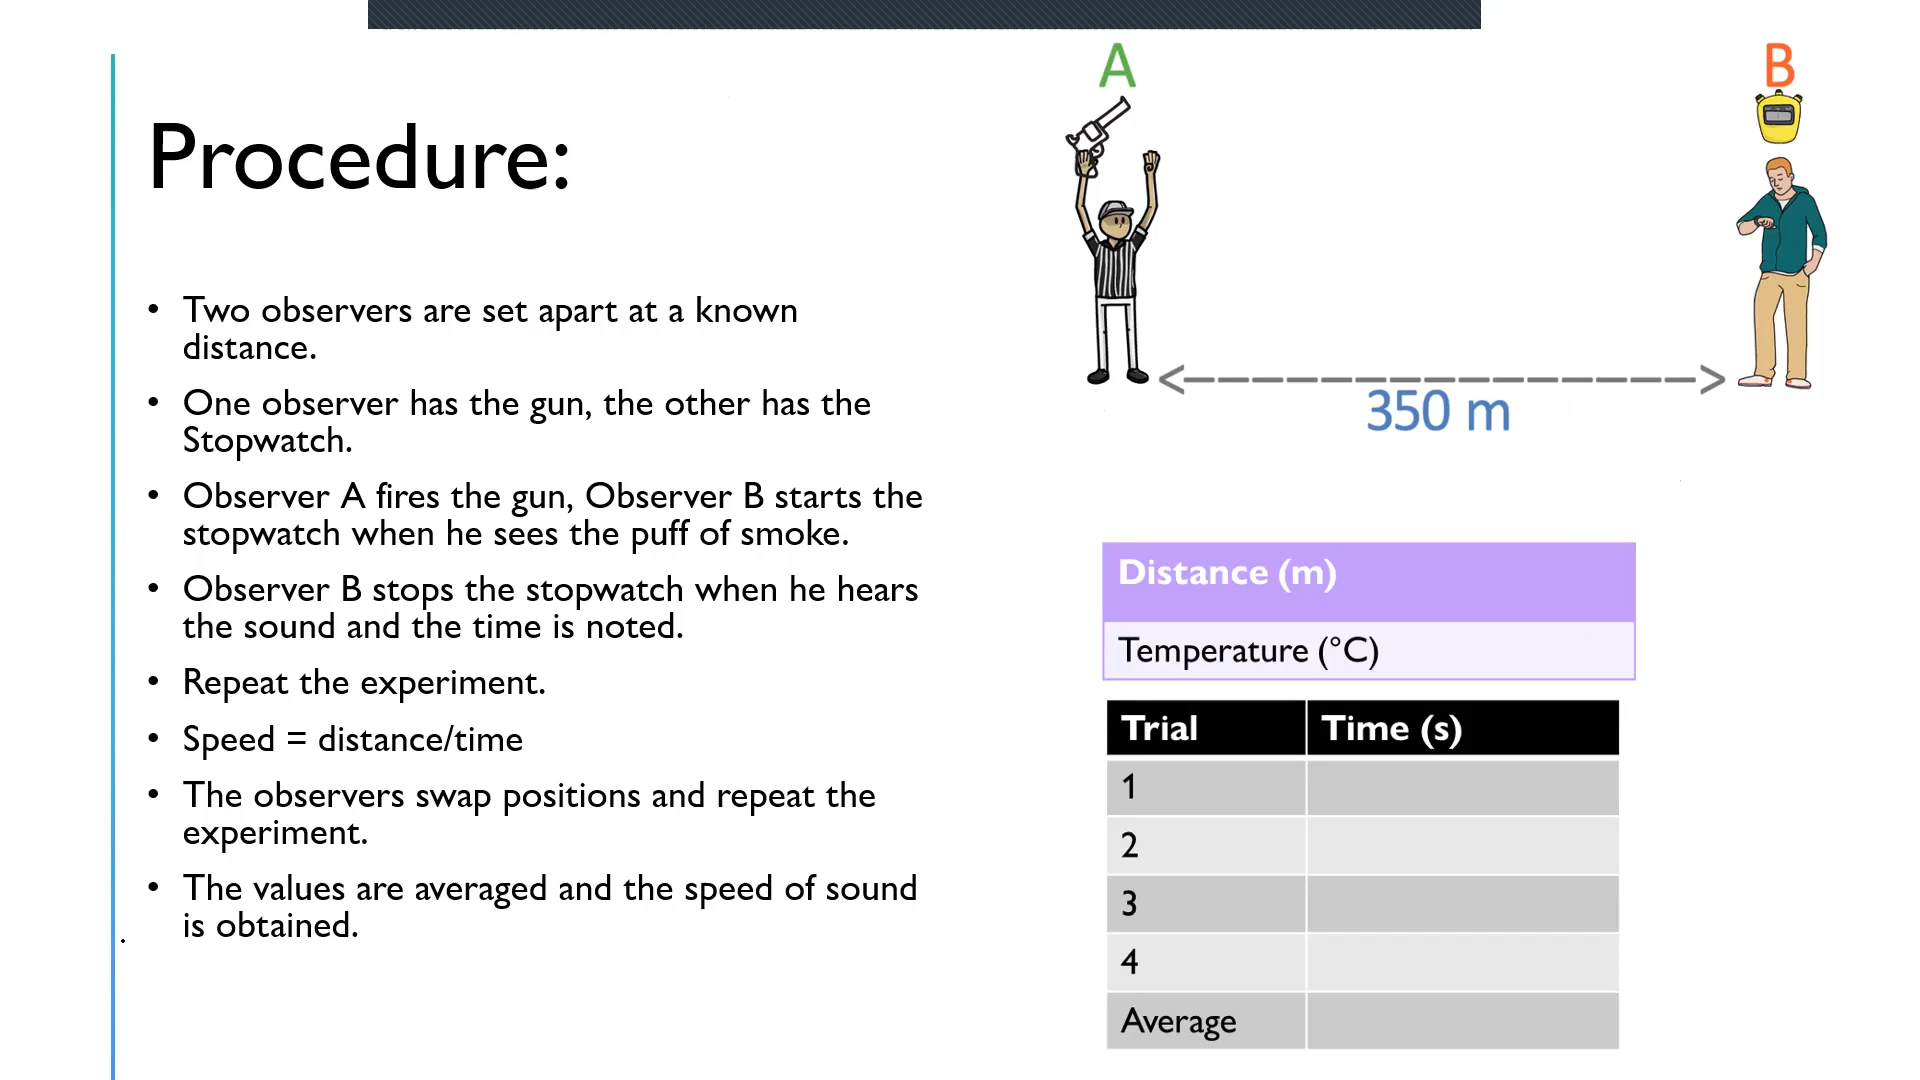 Procedure:
• Two observers are set apart at a known
distance.
• One observer has the gun, the other has the
Stopwatch.
• Observer A fires the gun, Observer B starts the
stopwatch when he sees the puff of smoke.
• Observer B stops the stopwatch when he hears
the sound and the time is noted.
• Repeat the experiment.
• Speed = distance/time
• The observers swap positions and repeat the
experiment.
• The values are averaged and the speed of sound
is obtained.
A
B
350 m
Distance (m)
Temperature (°C)
Trial Time (s)
1
2
3
4
Average